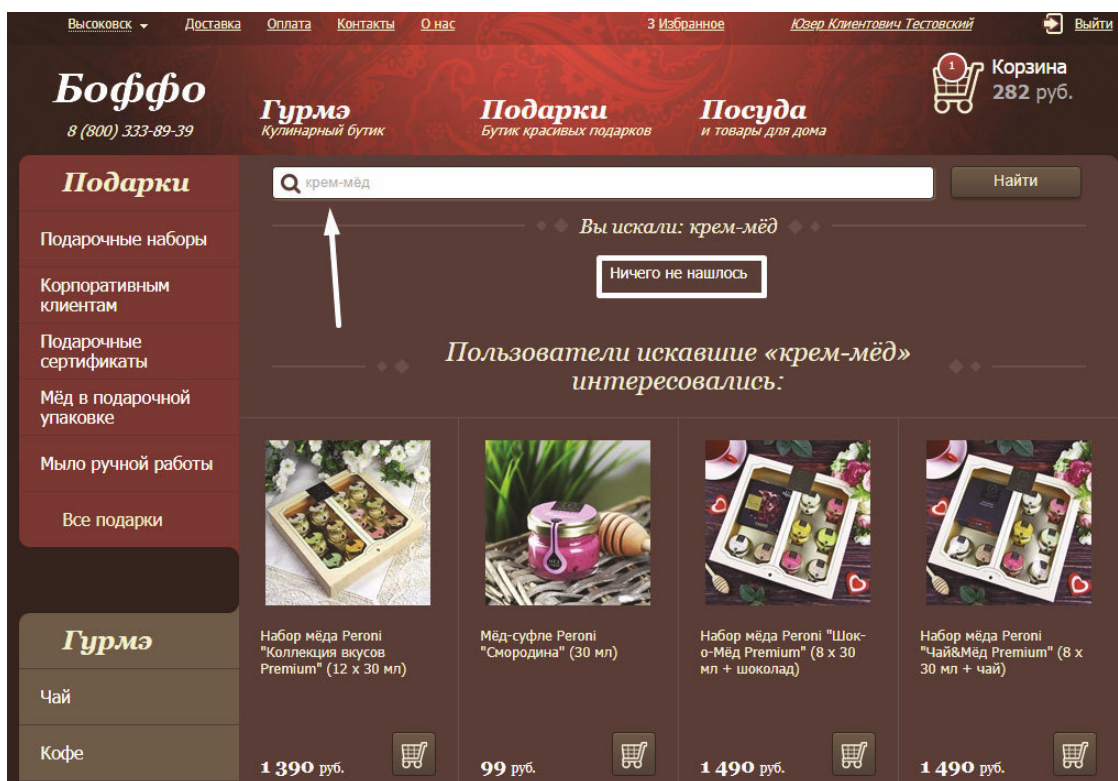 Высоковск Доставка Оплата Контакты О нас 3 Избранное Юзер Клиентович Тестовский Выйти
Боффо
8 (800) 333-89-39
Гурмэ
Кулинарный бутик
Подарки
Бутик красивых подарков
Посуда
и товары для дома
1
Корзина
282 руб.
Подарки
Подарочные наборы
Корпоративным
клиентам
Подарочные
сертификаты
Мёд в подарочной
упаковке
Мыло ручной работы
Все подарки
Гурмэ
Чай
Кофе
крем-мёд
Найти
Вы искали: крем-мёд
Ничего не нашлось
Пользователи искавшие «крем-мёд»
интересовались:
Набор мёда Peroni
"Коллекция вкусов
Premium" (12 x 30 мл)
1 390 руб.
Мёд-суфле Peroni
"Смородина" (30 мл)
99 руб.
Набор мёда Peroni "Шок-
о-Мёд Premium" (8 x 30
мл + шоколад)
1 490 руб.
Набор мёда Peroni
"Чай&Мёд Premium" (8 x
30 мл + чай)
1 490 руб.